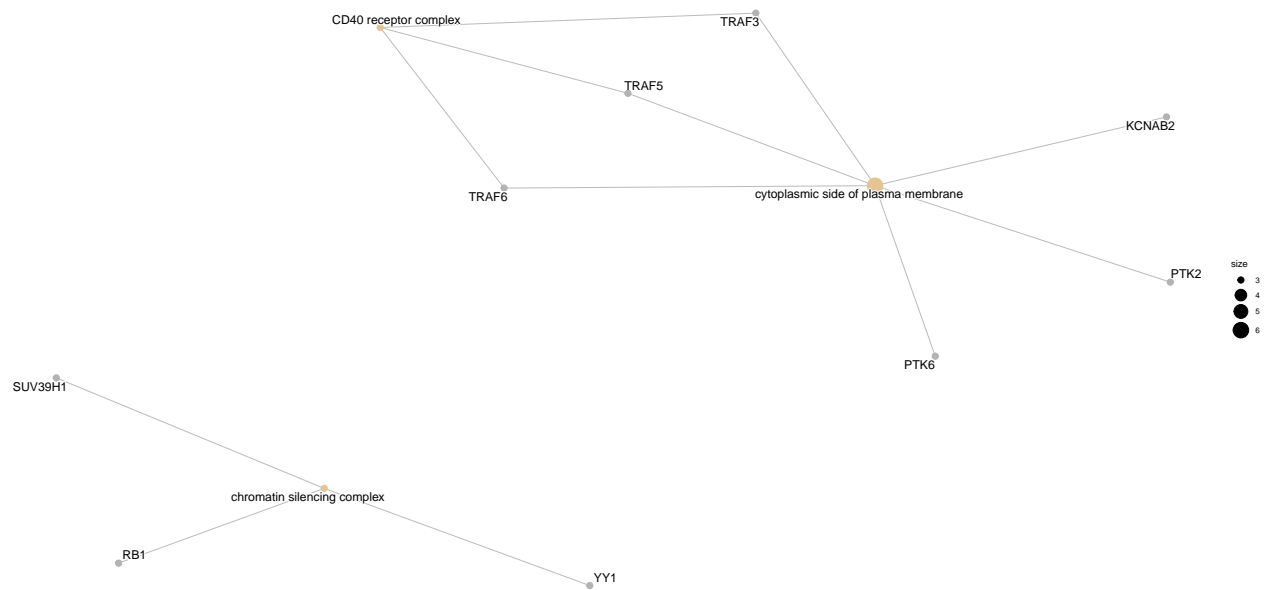 CD40 receptor complex
TRAF3
TRAF5
KCNAB2
TRAF6
cytoplasmic side of plasma membrane
PTK2
size
3
4
5
6
PTK6
SUV39H1
chromatin silencing complex
RB1
YY1